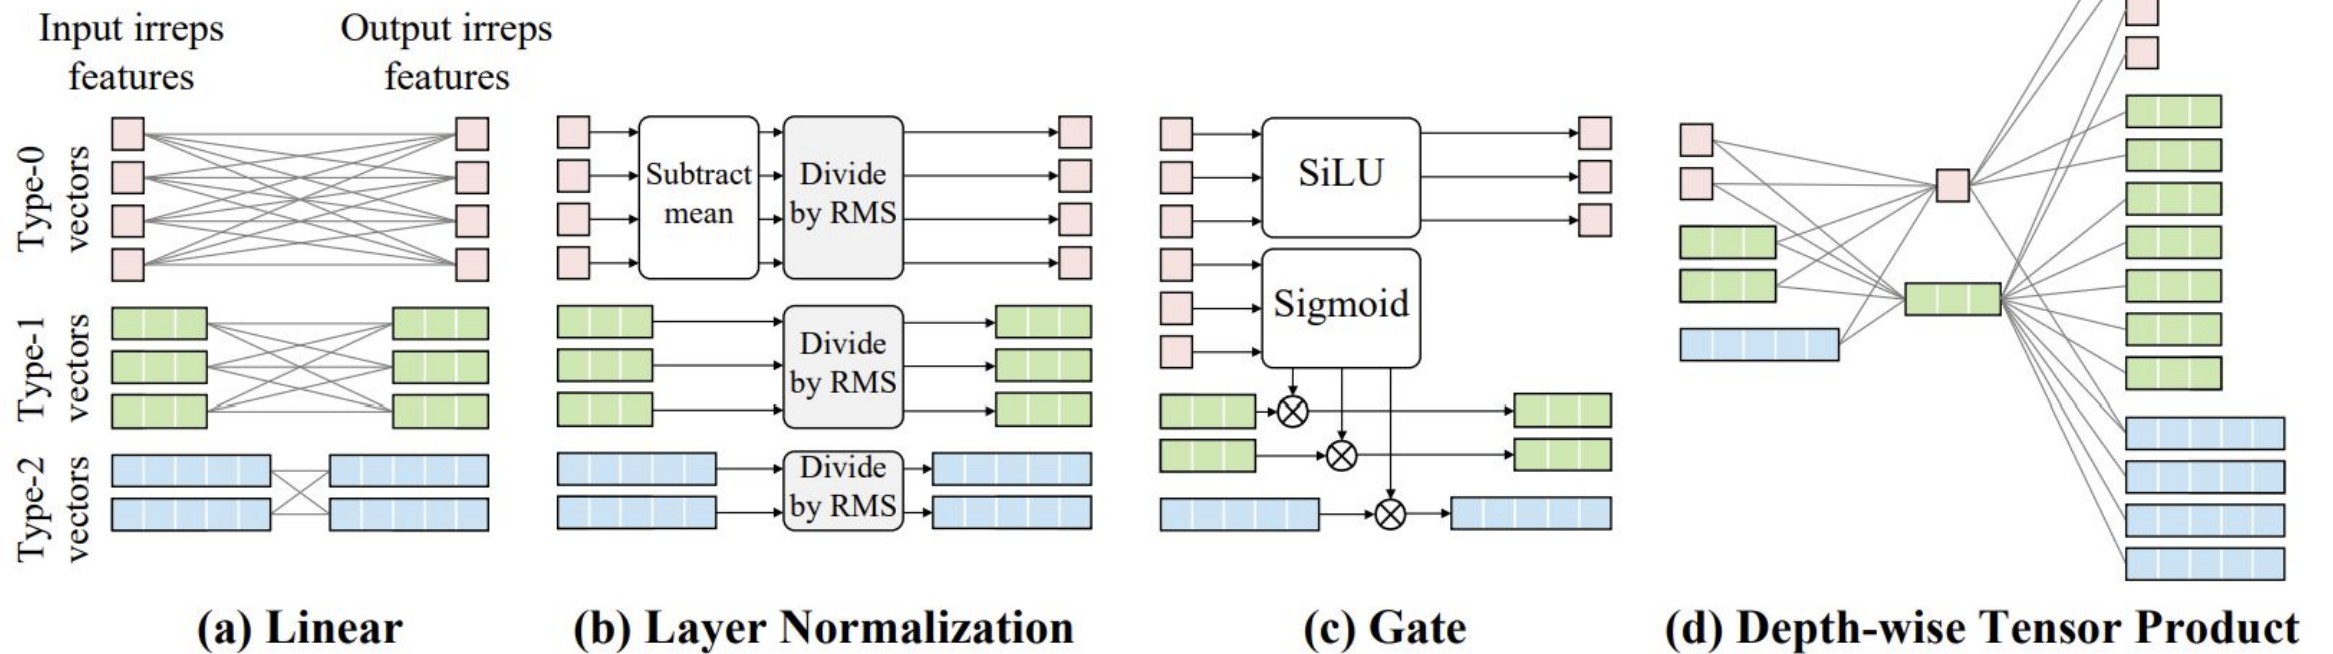 Input irreps
features
Output irreps
features
Type-0
vectors
Type-1
vectors
Type-2
vectors
(a) Linear
Subtract
mean
Divide
by RMS
Divide
by RMS
Divide
by RMS
(b) Layer Normalization
SiLU
Sigmoid
(c) Gate
(d) Depth-wise Tensor Product